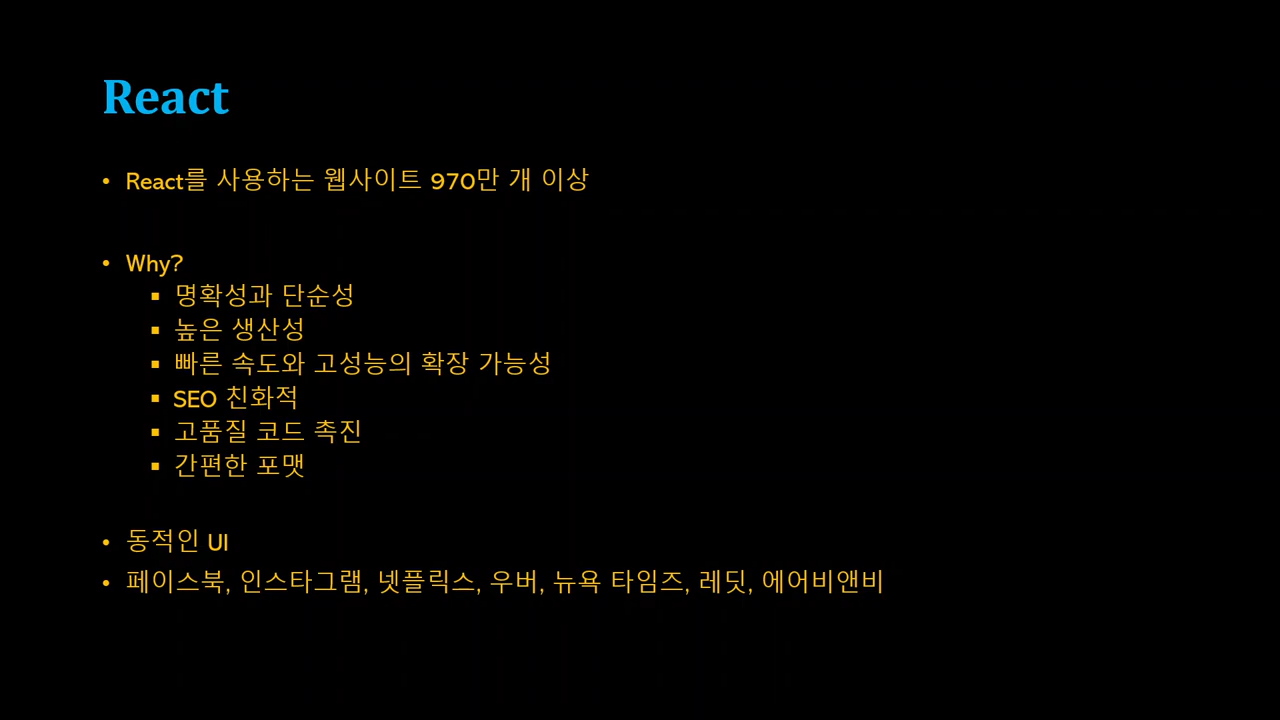 React
• React를 사용하는 웹사이트 970만 개 이상
• Why?
▪ 명확성과 단순성
▪ 높은 생산성
▪ 빠른 속도와 고성능의 확장 가능성
▪ SEO 친화적
▪ 고품질 코드 촉진
▪ 간편한 포맷
• 동적인 UI
• 페이스북, 인스타그램, 넷플릭스, 우버, 뉴욕 타임즈, 레딧, 에어비앤비